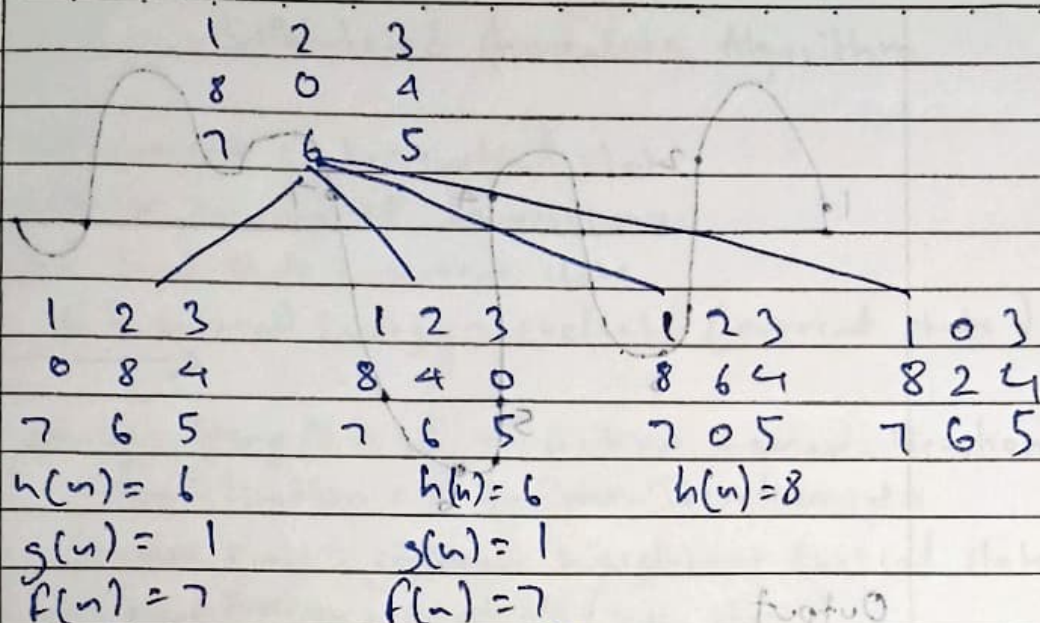 1 2 3
8 0 4
7 6 5
1 2 3 1 2 3 1 2 3 1 0 3
0 8 4 8 4 0 8 6 4 8 2 4
7 6 5 7 6 5 7 0 5 7 6 5
h(n) = 6 h(n) = 6 h(n) = 8
g(n) = 1 g(n) = 1
f(n) = 7 f(n) = 7